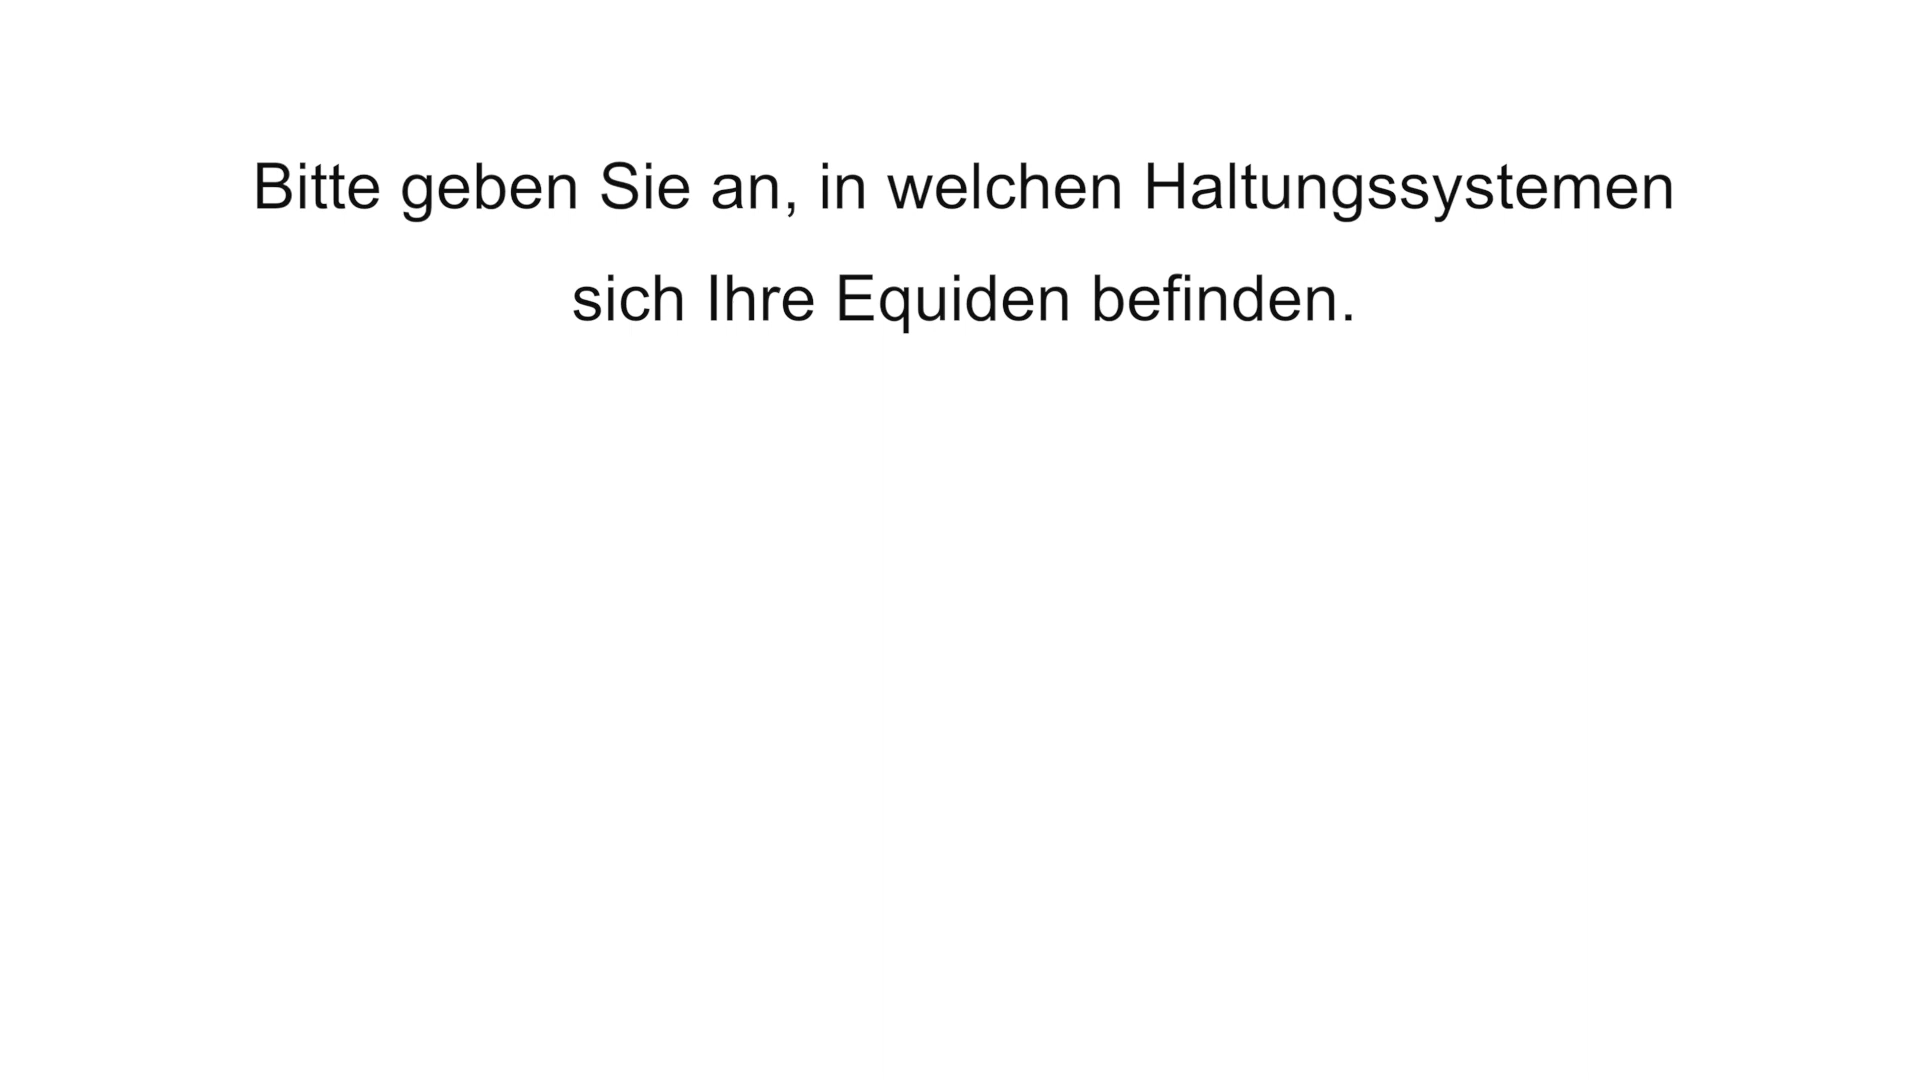 Bitte geben Sie an, in welchen Haltungssystemen
sich Ihre Equiden befinden.